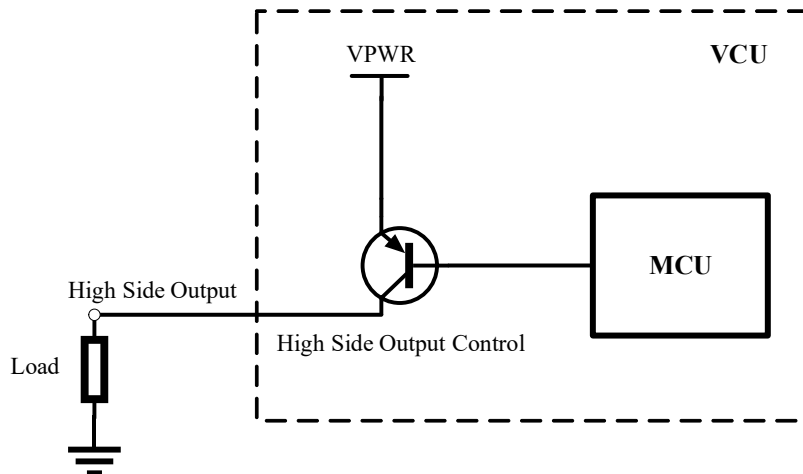 VPWR
VCU
MCU
High Side Output
High Side Output Control
Load